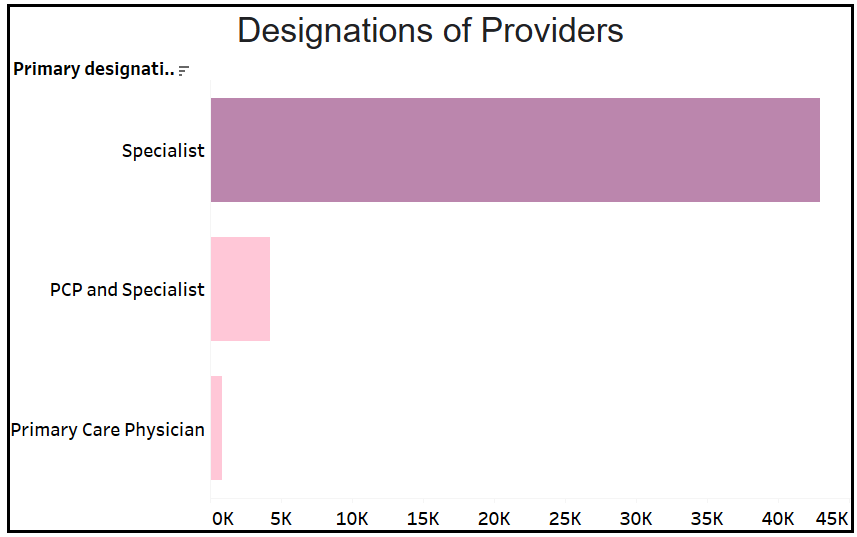 Designations of Providers
Primary designati..
Specialist
PCP and Specialist
Primary Care Physician
0K 5K 10K 15K 20K 25K 30K 35K 40K 45K